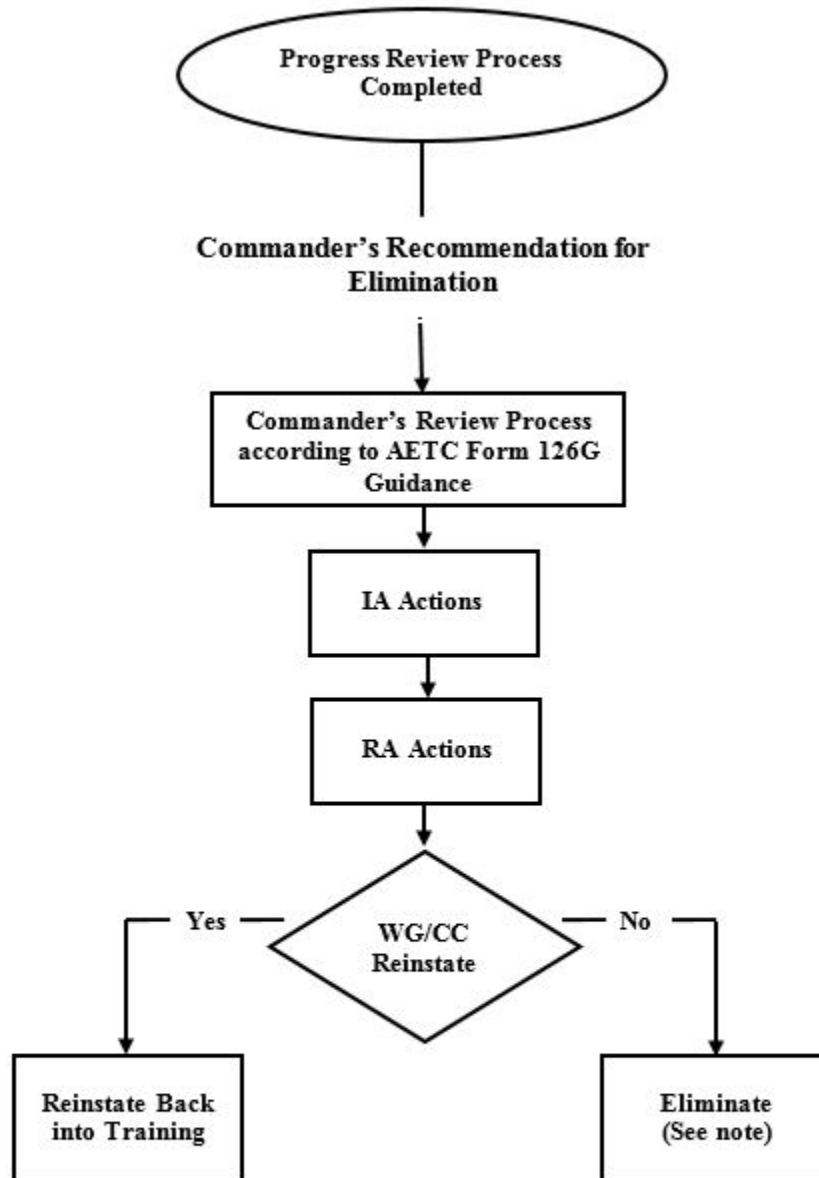 Progress Review Process
Completed
Commander’s Recommendation for
Elimination
Commander’s Review Process
according to AETC Form 126G
Guidance
IA Actions
RA Actions
Yes
WG/CC
Reinstate
No
Reinstate Back
into Training
Eliminate
(See note)